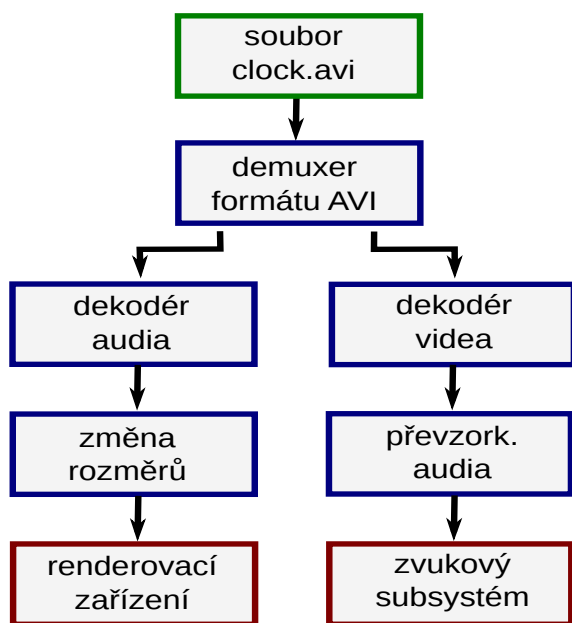 soubor
clock.avi
demuxer
formátu AVI
dekodér
audia
dekodér
videa
změna
rozměrů
převzork.
audia
renderovací
zařízení
zvukový
subsystém